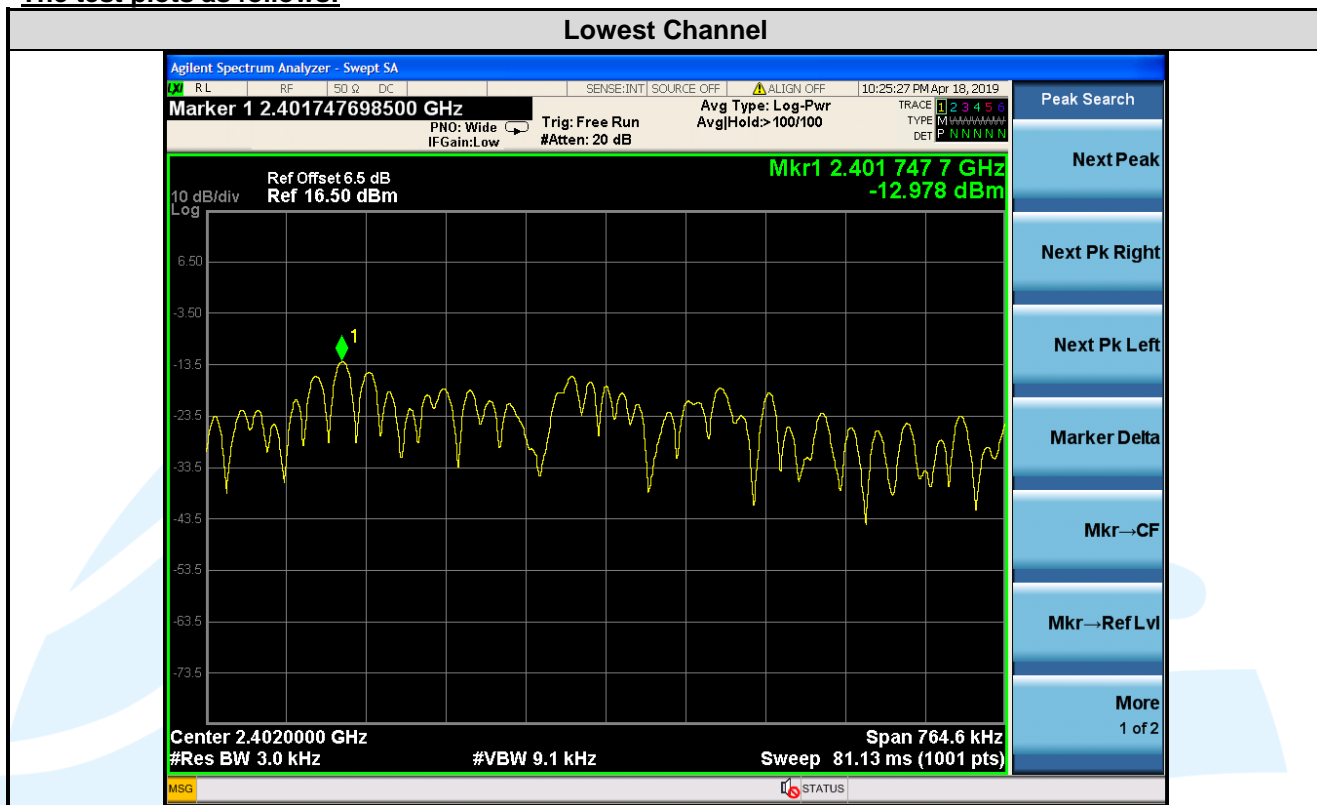 The test plots as follows:
Lowest Channel
Agilent Spectrum Analyzer - Swept SA
LXI RL RF 50 Ω DC SENSE:INT SOURCE OFF ALIGN OFF 10:25:27 PM Apr 18, 2019
Marker 1 2.401747698500 GHz
PNO: Wide
IFGain:Low
Trig: Free Run
#Atten: 20 dB
Avg Type: Log-Pwr
Avg|Hold:>100/100
TRACE 1 2 3 4 5 6
TYPE M WWWWW
DET P N N N N N
Peak Search
Mkr1 2.401 747 7 GHz
-12.978 dBm
Ref Offset 6.5 dB
10 dB/div Ref 16.50 dBm
Log
6.50
-3.50
-13.5
-23.5
-33.5
-43.5
-53.5
-63.5
-73.5
1
Center 2.4020000 GHz Span 764.6 kHz
#Res BW 3.0 kHz #VBW 9.1 kHz Sweep 81.13 ms (1001 pts)
Next Peak
Next Pk Right
Next Pk Left
Marker Delta
Mkr→CF
Mkr→Ref Lvl
More
1 of 2
MSG STATUS